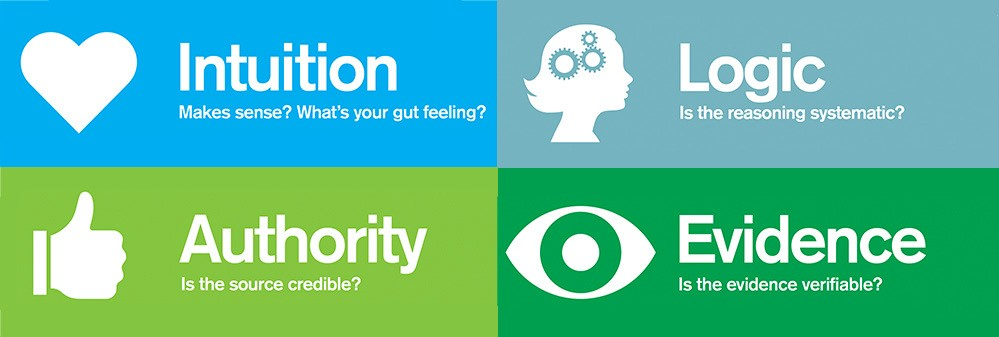 Intuition
Makes sense? What's your gut feeling?
Logic
Is the reasoning systematic?
Authority
Is the source credible?
Evidence
Is the evidence verifiable?